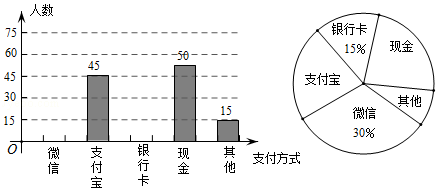 人数
75
60
45
30
15
O
45
50
15
微信
支付宝
银行卡
现金
其他
支付方式
银行卡
15%
现金
支付宝
其他
微信
30%